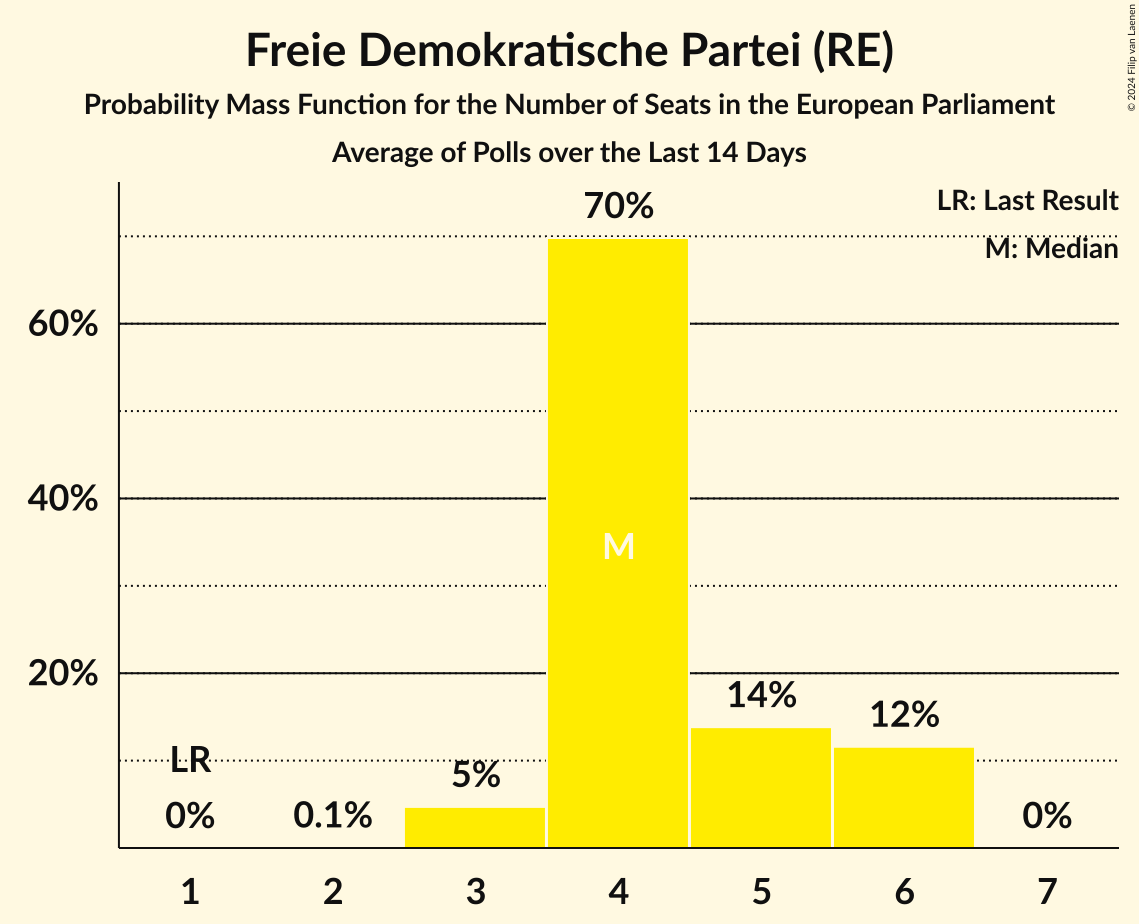 Freie Demokratische Partei (RE)
Probability Mass Function for the Number of Seats in the European Parliament
Average of Polls over the Last 14 Days
© 2024 Filip van Laenen
LR: Last Result
M: Median
70%
60%
40%
M
20%
14%
12%
LR
5%
0%
0.1%
0%
1 2 3 4 5 6 7